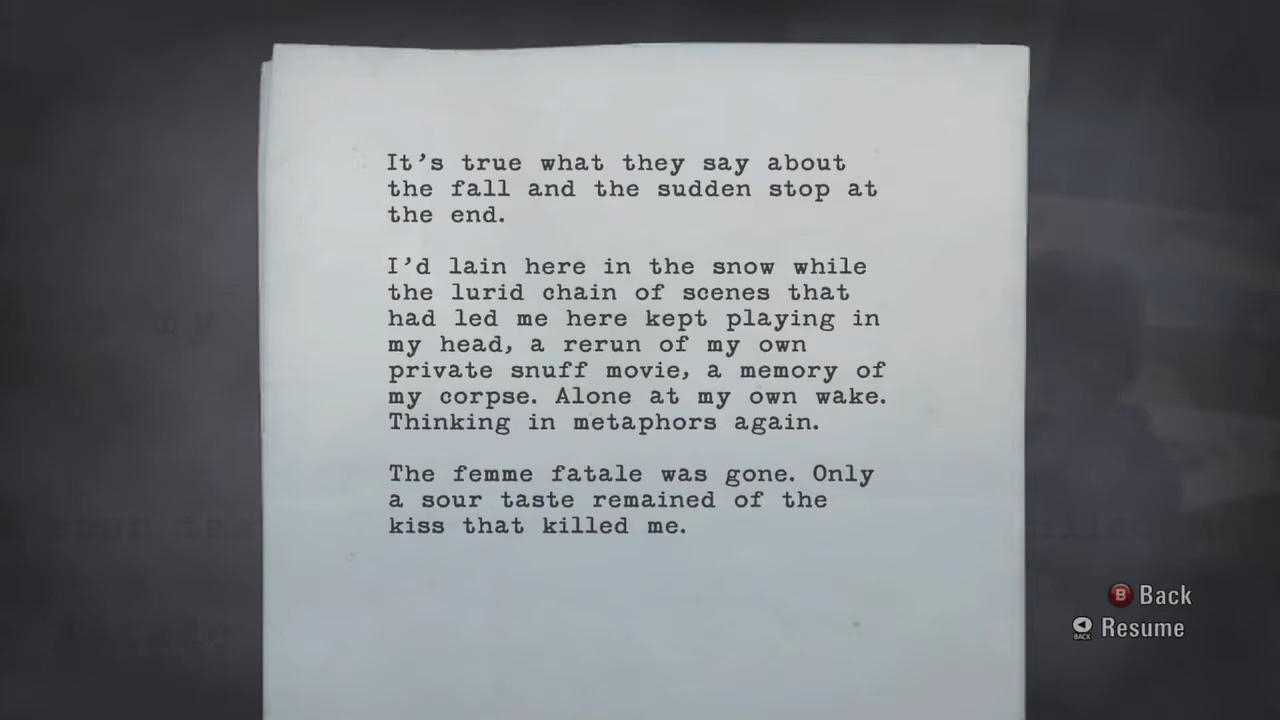 It's true what they say about
the fall and the sudden stop at
the end.
I'd lain here in the snow while
the lurid chain of scenes that
had led me here kept playing in
my head, a rerun of my own
private snuff movie, a memory of
my corpse. Alone at my own wake.
Thinking in metaphors again.
The femme fatale was gone. Only
a sour taste remained of the
kiss that killed me.
B Back
BACK Resume